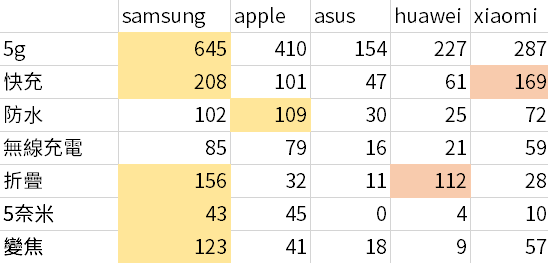 samsung apple asus huawei xiaomi
5g 645 410 154 227 287
快充 208 101 47 61 169
防水 102 109 30 25 72
無線充電 85 79 16 21 59
折疊 156 32 11 112 28
5奈米 43 45 0 4 10
變焦 123 41 18 9 57